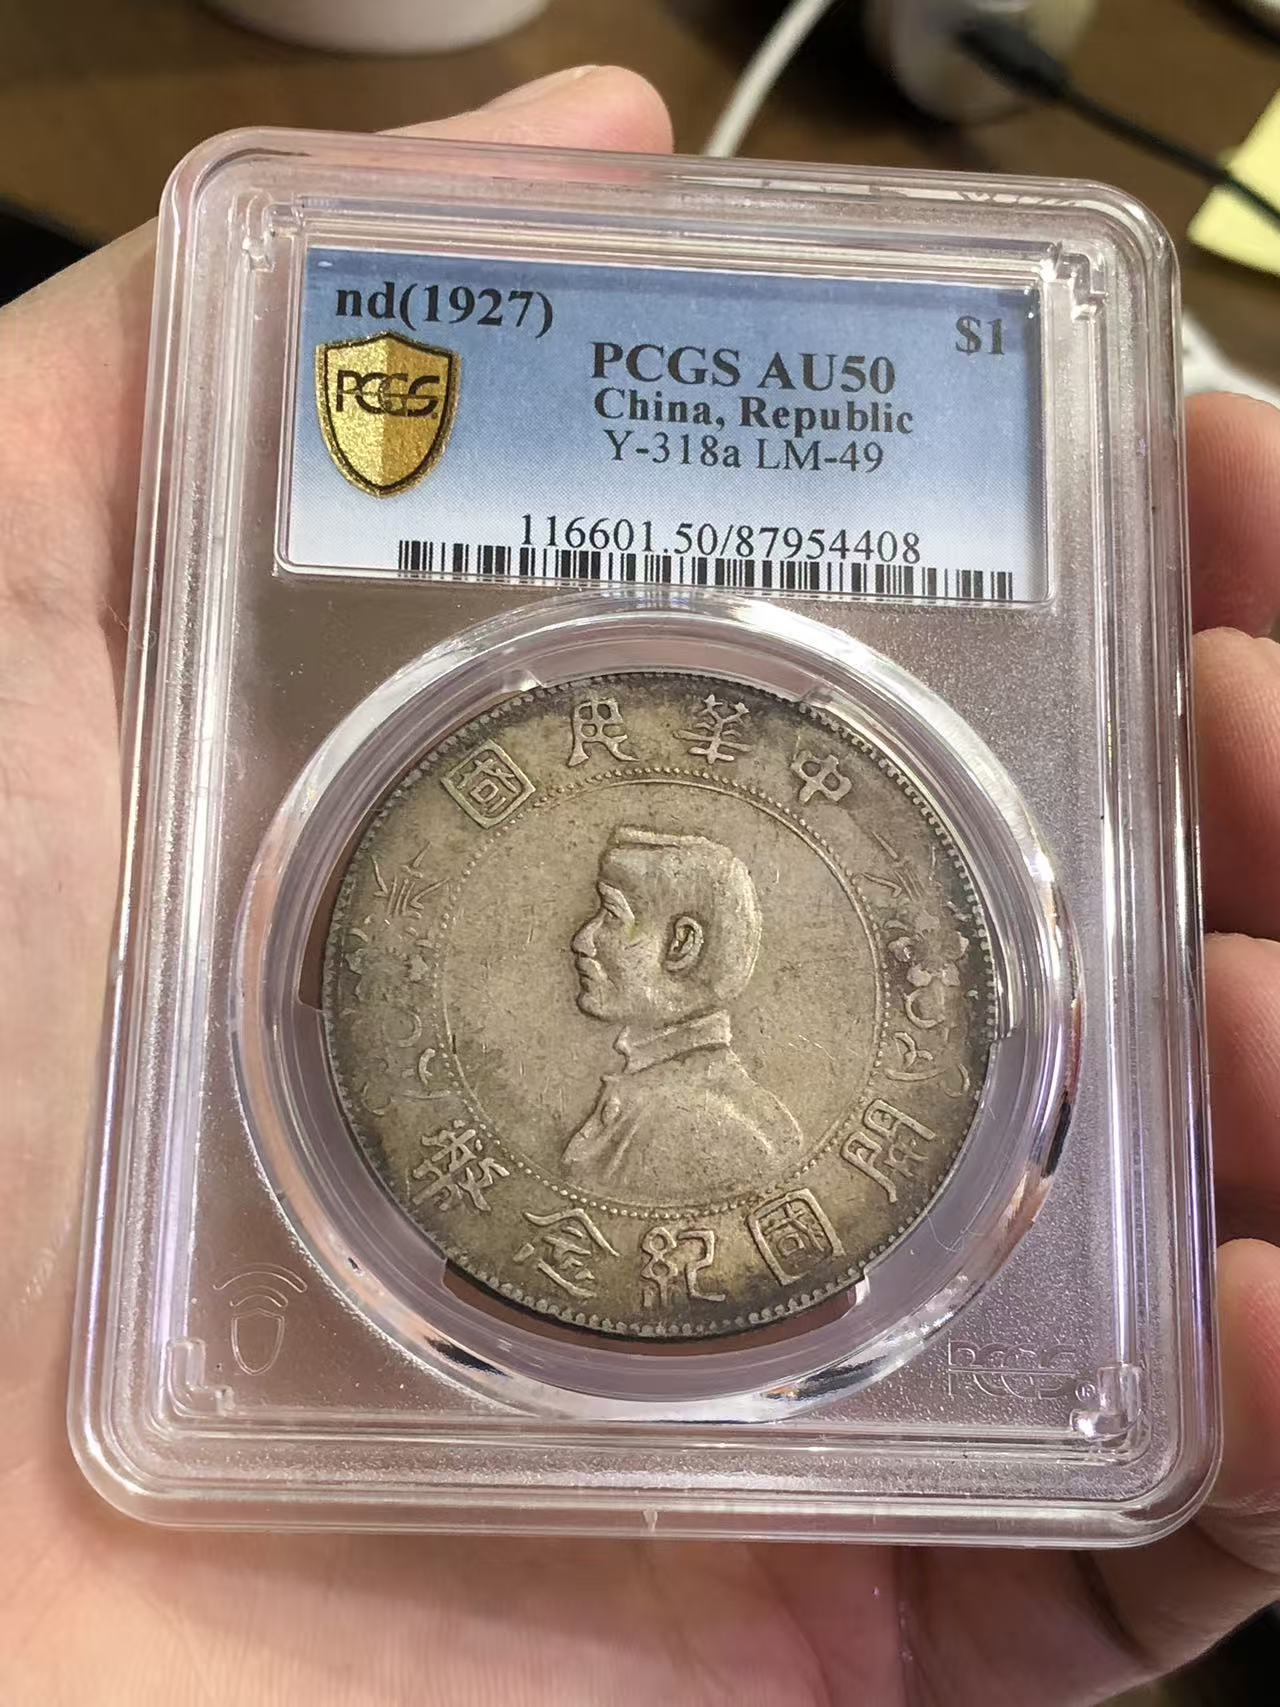 nd(1927)
$1
PCGS
PCGS AU50
China, Republic
Y-318a LM-49
116601.50/87954408
中華民國
開國紀念幣
PCGS